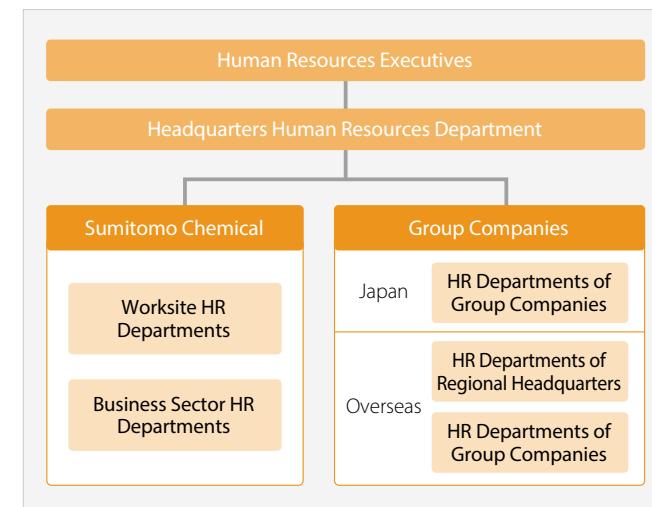 Human Resources Executives
Headquarters Human Resources Department
Sumitomo Chemical
Worksite HR
Departments
Business Sector HR
Departments
Group Companies
Japan
HR Departments of
Group Companies
Overseas
HR Departments of
Regional Headquarters
HR Departments of
Group Companies